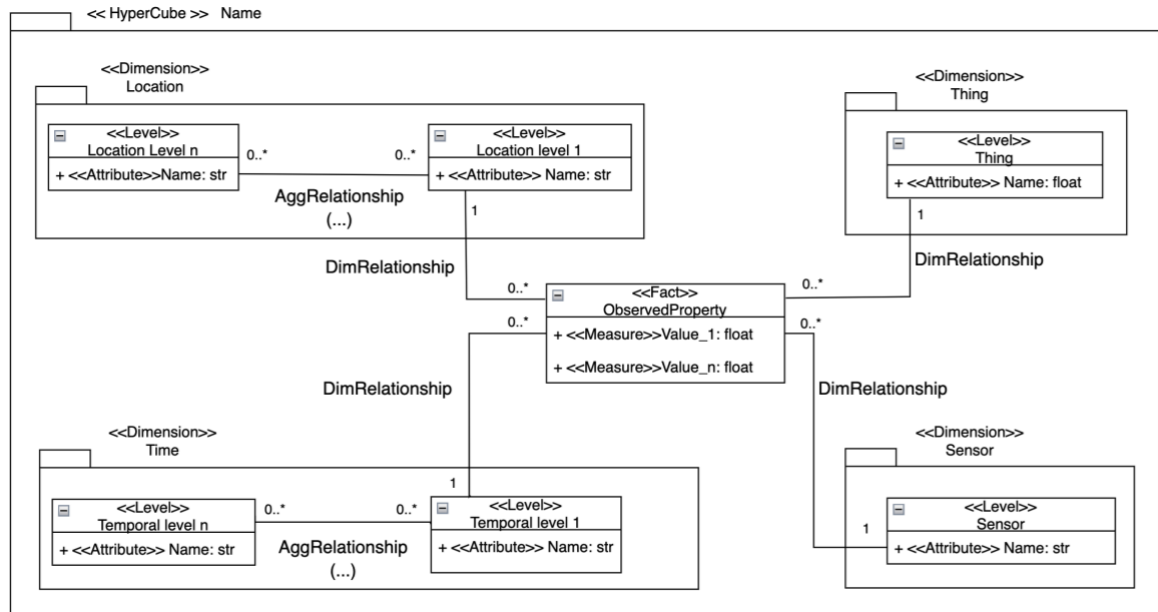 << HyperCube >> Name
<<Dimension>>
Location
<<Level>>
Location Level n
+ <<Attribute>>Name: str
0..*
0..*
AggRelationship
(...)
<<Level>>
Location level 1
+ <<Attribute>> Name: str
1
DimRelationship
0..*
<<Dimension>>
Thing
<<Level>>
Thing
+ <<Attribute>> Name: float
1
DimRelationship
0..*
<<Fact>>
ObservedProperty
+ <<Measure>>Value_1: float
+ <<Measure>>Value_n: float
0..*
DimRelationship
0..*
DimRelationship
<<Dimension>>
Time
<<Level>>
Temporal level n
+ <<Attribute>> Name: str
0..*
0..*
AggRelationship
(...)
1
<<Level>>
Temporal level 1
+ <<Attribute>> Name: str
<<Dimension>>
Sensor
1
<<Level>>
Sensor
+ <<Attribute>> Name: str